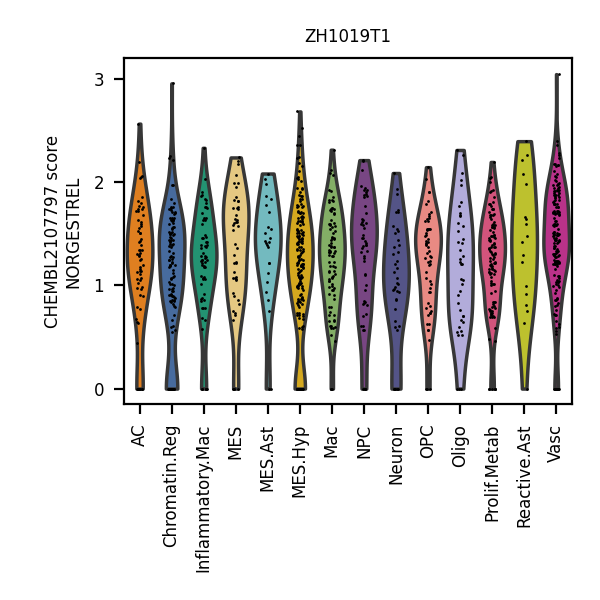 ZH1019T1
CHEMBL2107797 score
NORGESTREL
3
2
1
0
AC
Chromatin.Reg
Inflammatory.Mac
MES
MES.Ast
MES.Hyp
Mac
NPC
Neuron
OPC
Oligo
Prolif.Metab
Reactive.Ast
Vasc